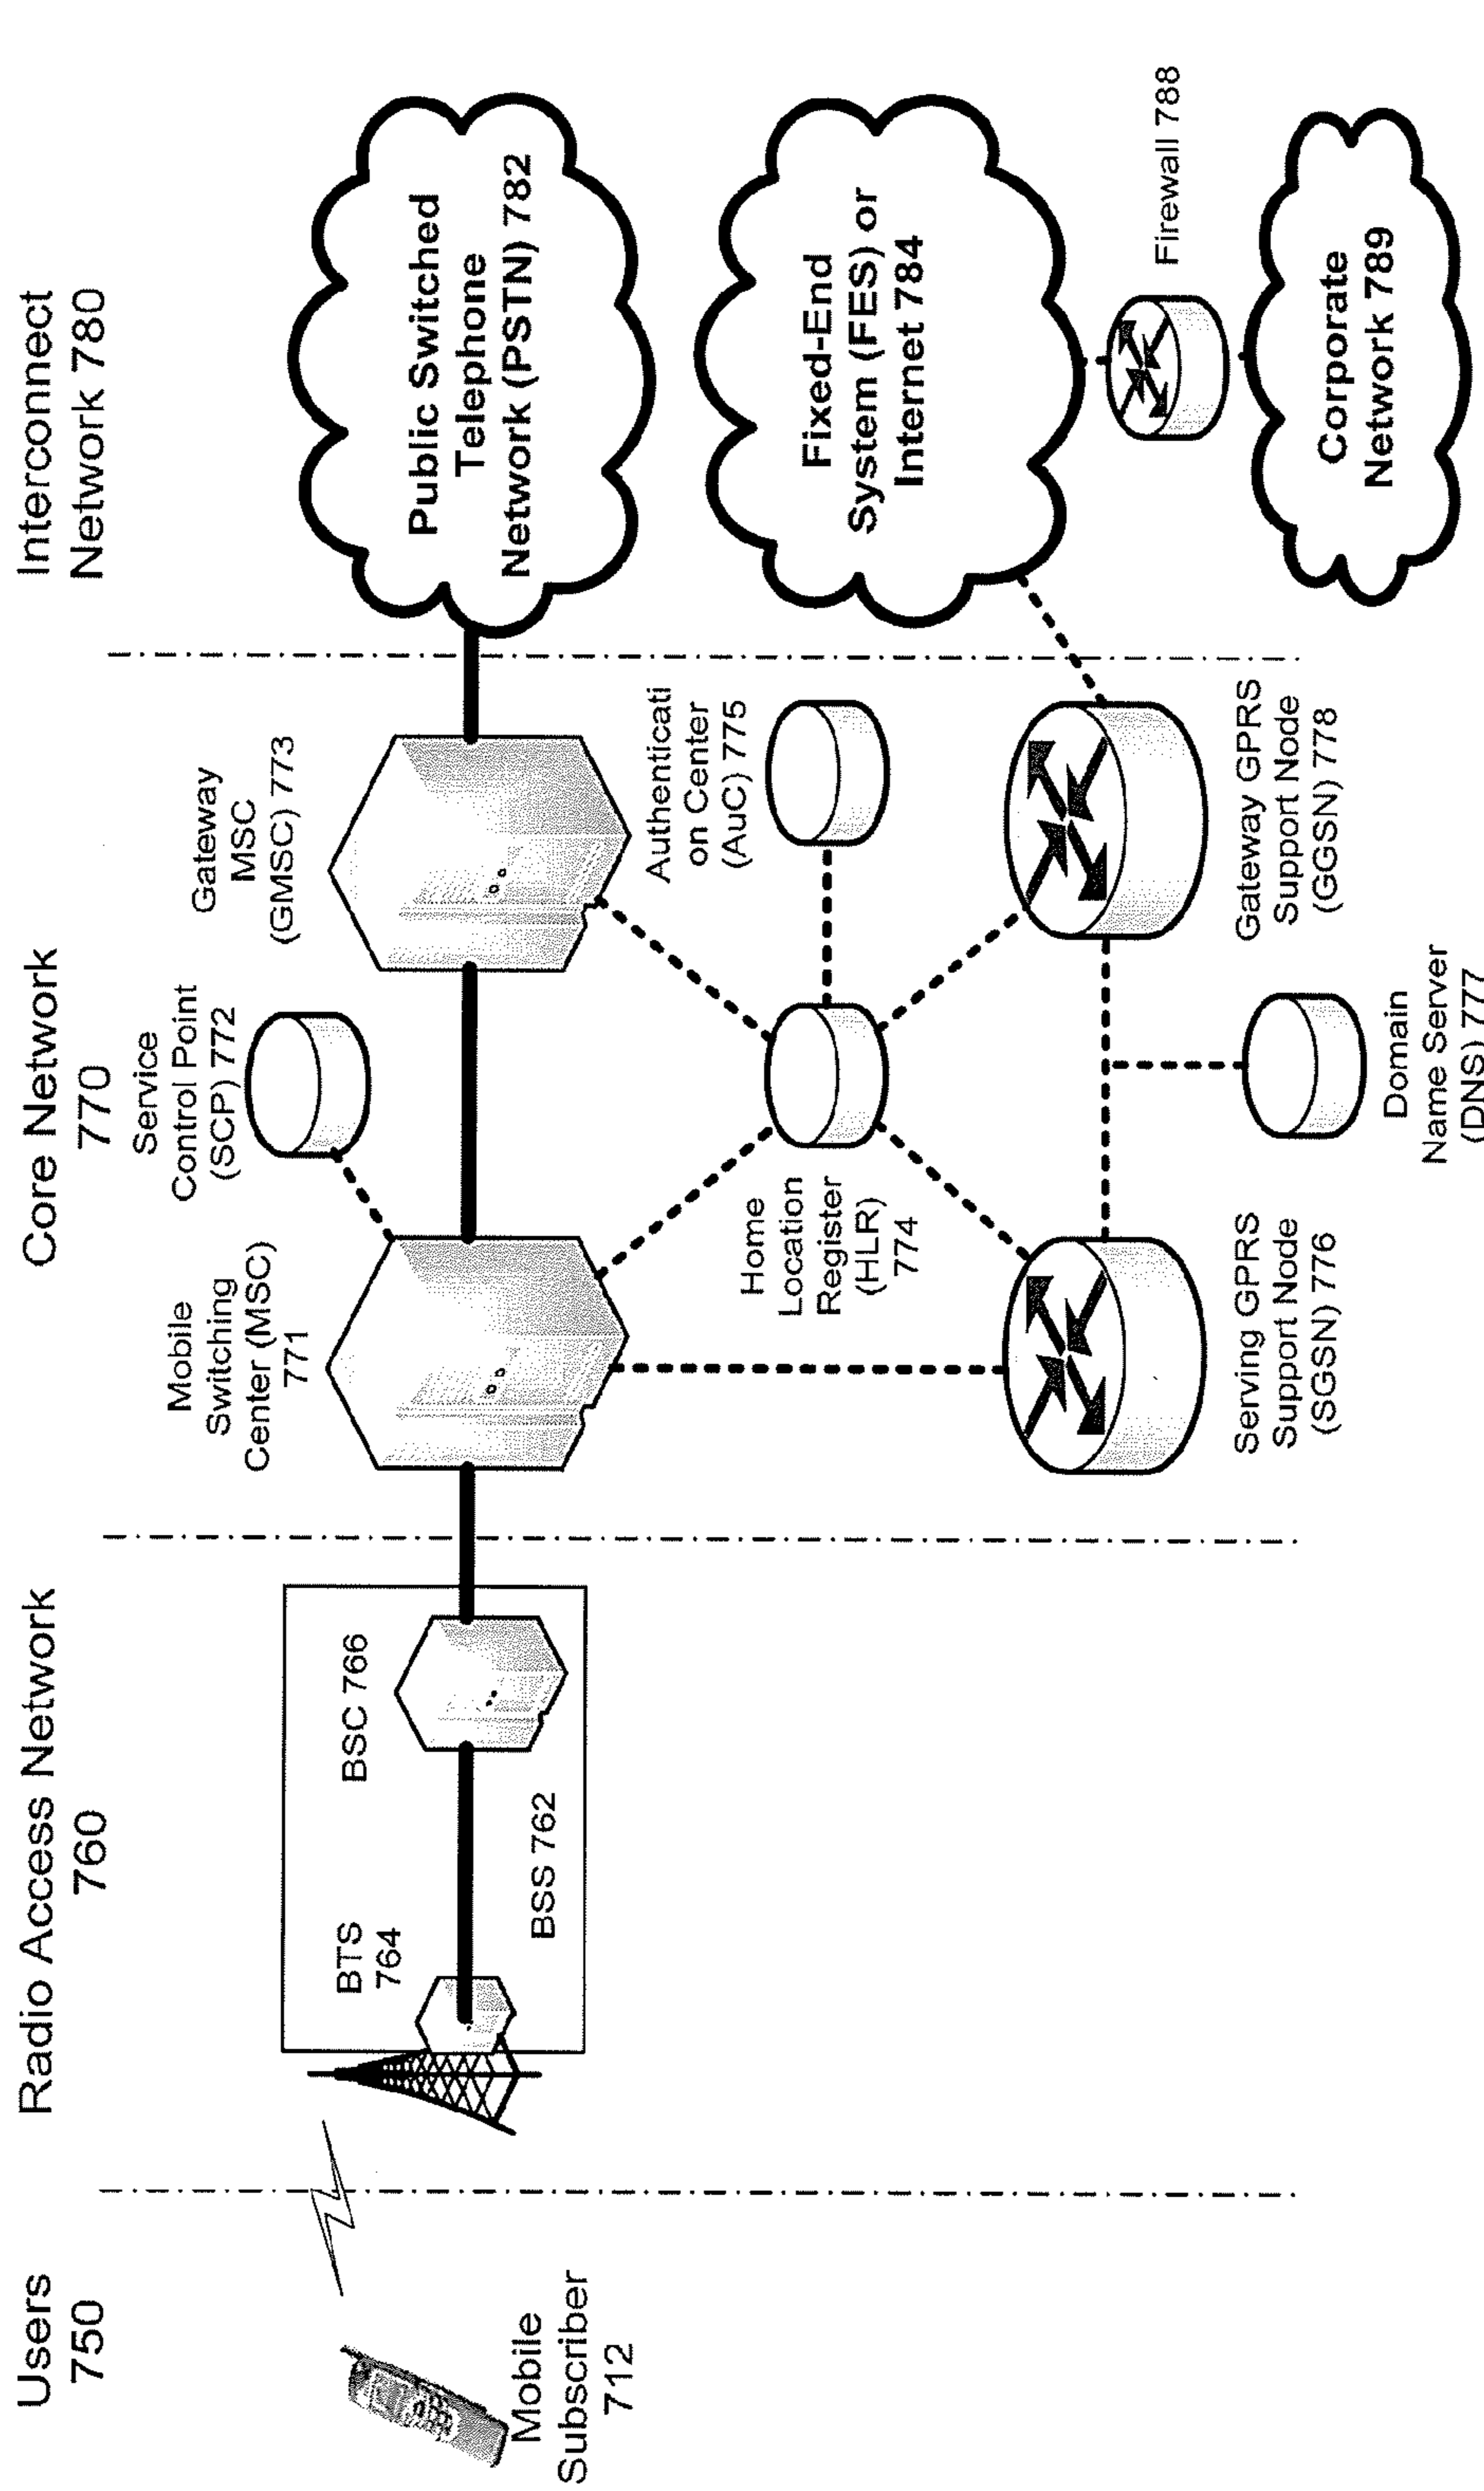 Users
750
Radio Access Network
760
Core Network
770
Interconnect
Network 780
Mobile
Subscriber
712
BTS
764
BSC 766
BSS 762
Mobile
Switching
Center (MSC)
771
Service
Control Point
(SCP) 772
Gateway
MSC
(GMSC) 773
Home
Location
Register
(HLR)
774
Authenticati
on Center
(AuC) 775
Serving GPRS
Support Node
(SGSN) 776
Domain
Name Server
(DNS) 777
Gateway GPRS
Support Node
(GGSN) 778
Public Switched
Telephone
Network (PSTN) 782
Fixed-End
System (FES) or
Internet 784
Firewall 788
Corporate
Network 789